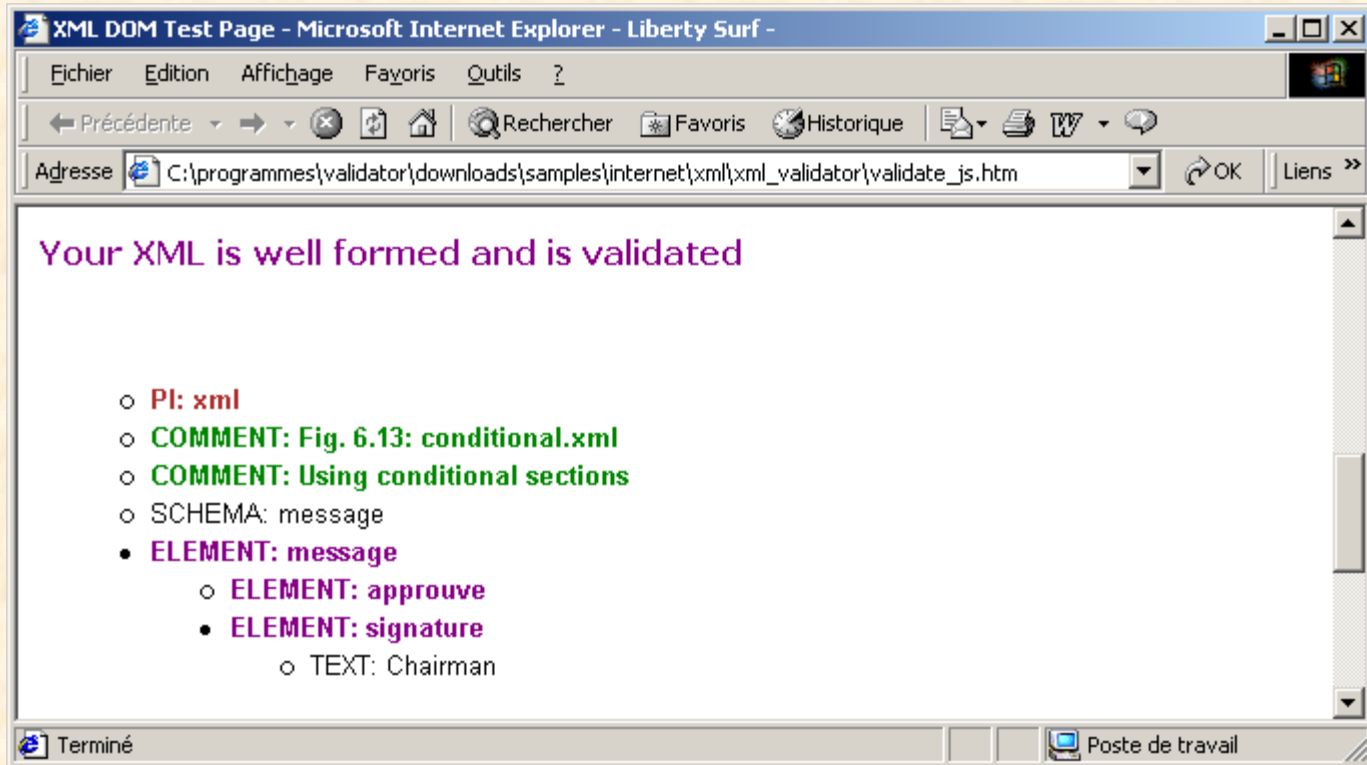 XML DOM Test Page - Microsoft Internet Explorer - Liberty Surf -
Fichier Edition Affichage Favoris Outils ?
Précédente Rechercher Favoris Historique
Adresse C:\programmes\validator\downloads\samples\internet\xml\xml_validator\validate_js.htm OK Liens »
Your XML is well formed and is validated
PI: xml
COMMENT: Fig. 6.13: conditional.xml
COMMENT: Using conditional sections
SCHEMA: message
ELEMENT: message
ELEMENT: approuve
ELEMENT: signature
TEXT: Chairman
Terminé Poste de travail